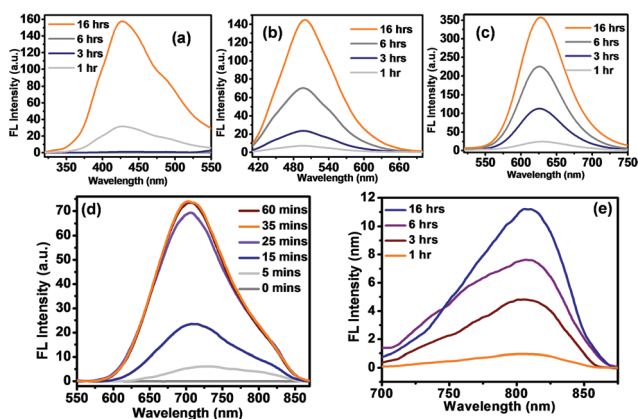 160
140
120
100
80
60
40
20
0
FL Intensity (a.u.)
16 hrs
6 hrs
3 hrs
1 hr
(a)
350 400 450 500 550
Wavelength (nm)
140
120
100
80
60
40
20
0
FL Intensity (a.u.)
(b)
16 hrs
6 hrs
3 hrs
1 hr
420 480 540 600 660
Wavelength (nm)
350
300
250
200
150
100
50
0
FL Intensity (a.u.)
(c)
16 hrs
6 hrs
3 hrs
1 hr
550 600 650 700 750
Wavelength (nm)
70
60
50
40
30
20
10
0
FL Intensity (a.u.)
(d)
60 mins
35 mins
25 mins
15 mins
5 mins
0 mins
550 600 650 700 750 800 850
Wavelength (nm)
12
10
8
6
4
2
0
FL Intensity (nm)
16 hrs
6 hrs
3 hrs
1 hr
(e)
700 750 800 850
Wavelength (nm)